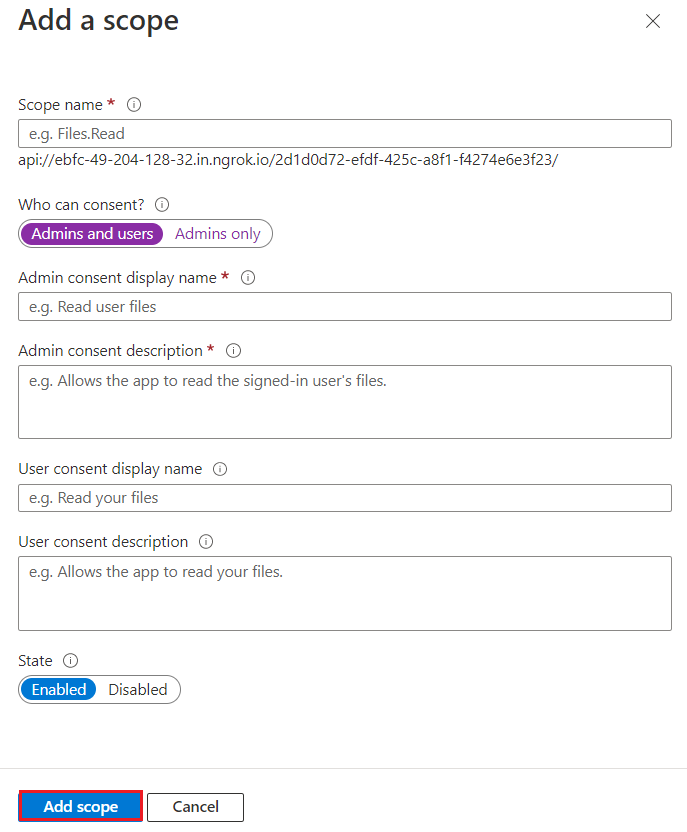 Add a scope
Scope name *
e.g. Files.Read
api://ebfc-49-204-128-32.in.ngrok.io/2d1d0d72-efdf-425c-a8f1-f4274e6e3f23/
Who can consent?
Admins and users Admins only
Admin consent display name *
e.g. Read user files
Admin consent description *
e.g. Allows the app to read the signed-in user's files.
User consent display name
e.g. Read your files
User consent description
e.g. Allows the app to read your files.
State
Enabled Disabled
Add scope Cancel